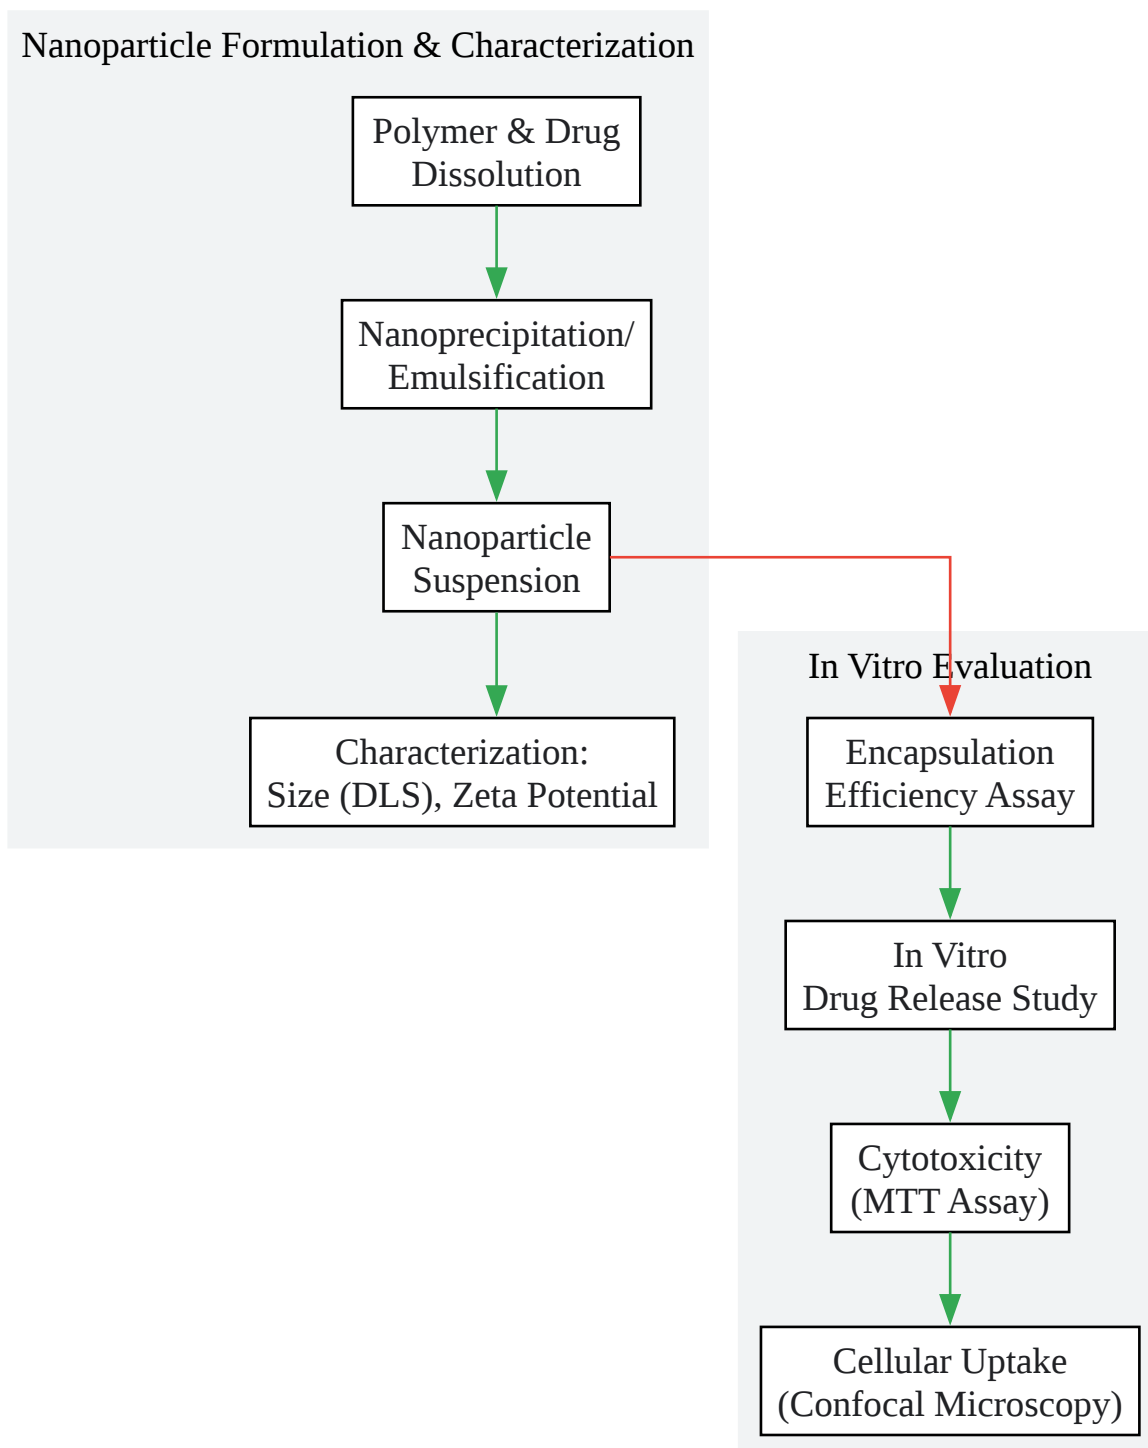 Nanoparticle Formulation & Characterization
Polymer & Drug
Dissolution
Nanoprecipitation/
Emulsification
Nanoparticle
Suspension
Characterization:
Size (DLS), Zeta Potential
In Vitro Evaluation
Encapsulation
Efficiency Assay
In Vitro
Drug Release Study
Cytotoxicity
(MTT Assay)
Cellular Uptake
(Confocal Microscopy)